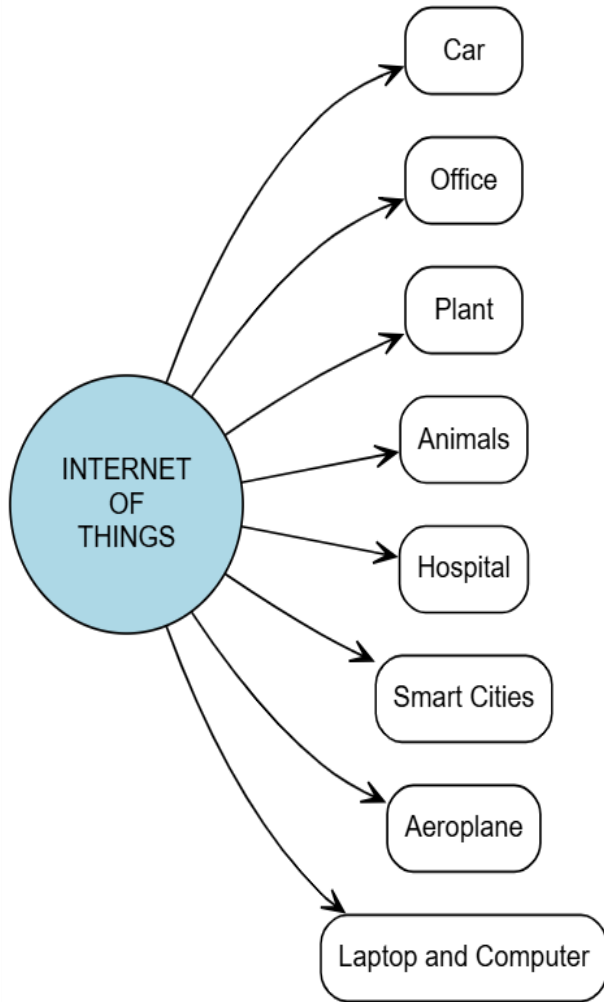 Car
Office
Plant
Animals
INTERNET
OF
THINGS
Hospital
Smart Cities
Aeroplane
Laptop and Computer